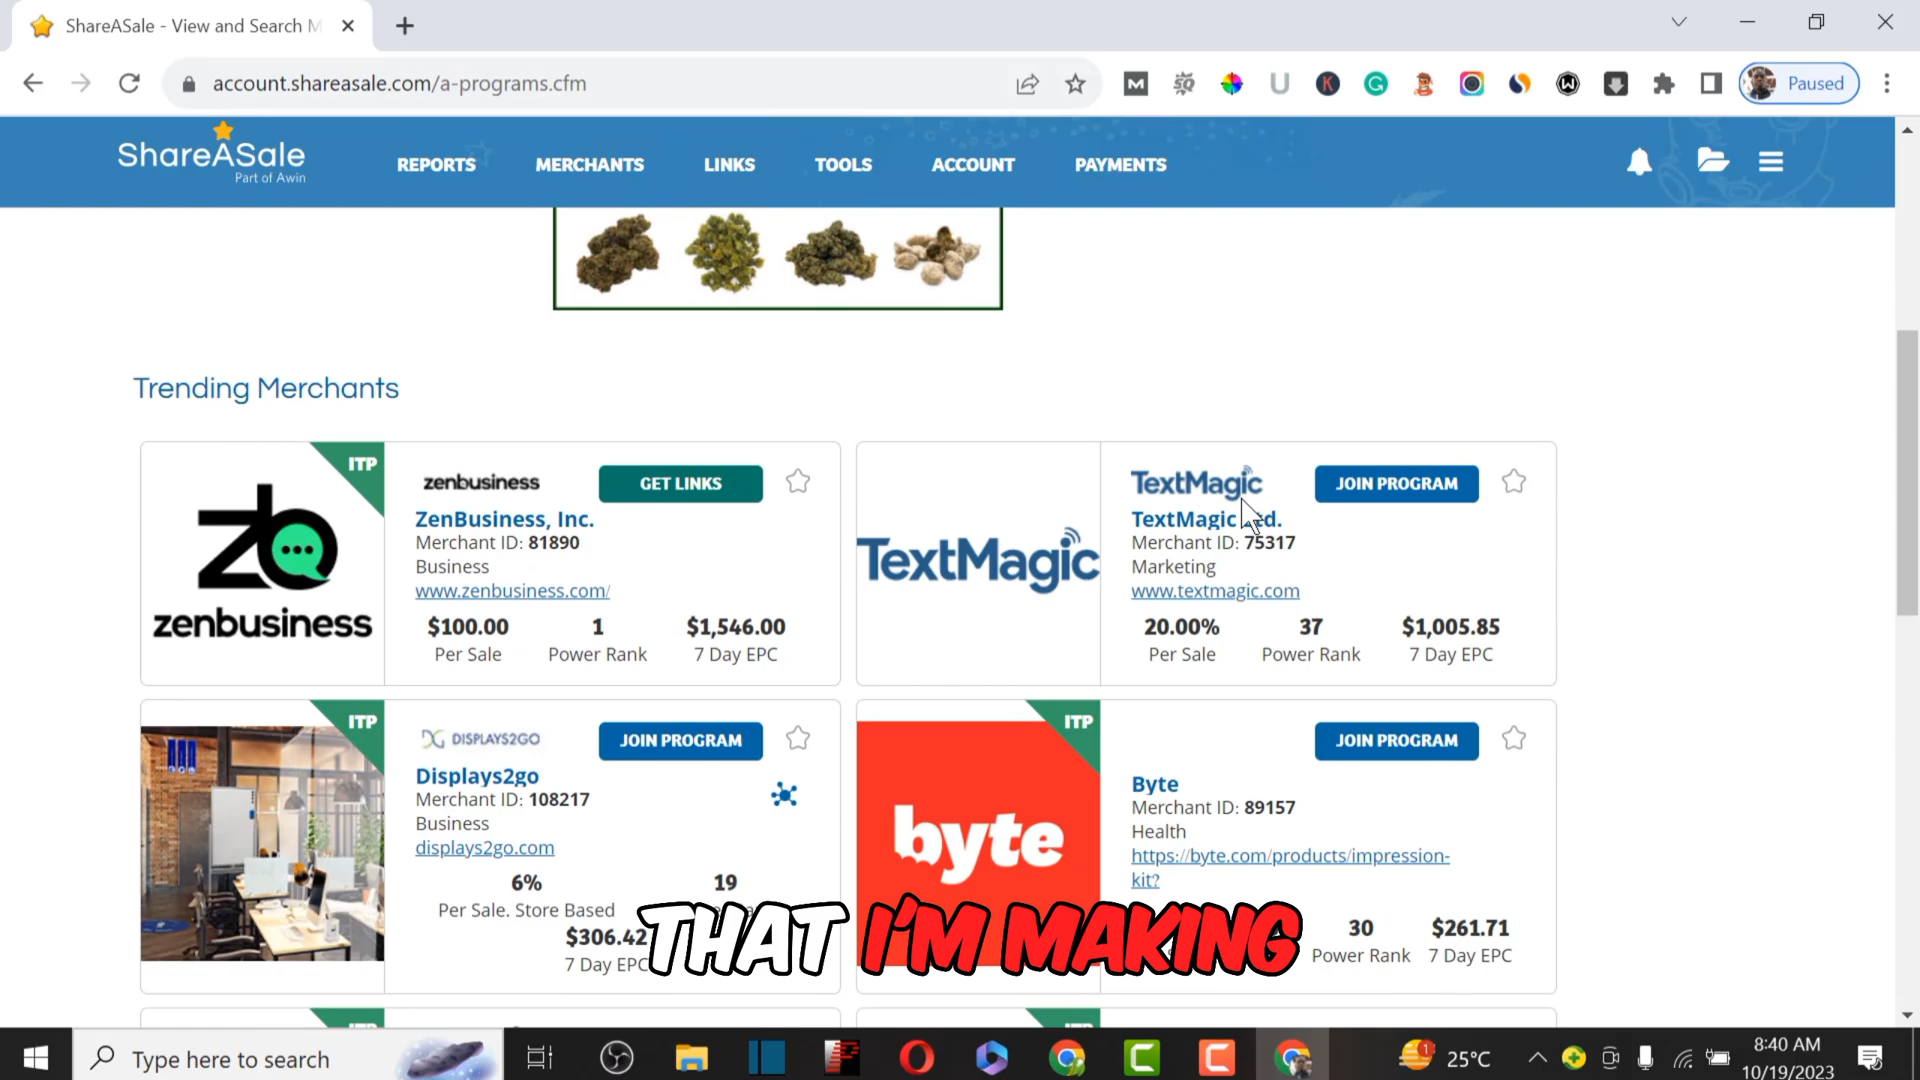 ShareASale - View and Search M
account.shareasale.com/a-programs.cfm
Paused
ShareASale
Part of Awin
REPORTS
MERCHANTS
LINKS
TOOLS
ACCOUNT
PAYMENTS
Trending Merchants
ITP
zenbusiness
zenbusiness
GET LINKS
ZenBusiness, Inc.
Merchant ID: 81890
Business
www.zenbusiness.com/
$100.00 1 $1,546.00
Per Sale Power Rank 7 Day EPC
TextMagic
TextMagic
JOIN PROGRAM
TextMagic
Merchant ID: 75317
Marketing
www.textmagic.com
20.00% 37 $1,005.85
Per Sale Power Rank 7 Day EPC
ITP
DISPLAYS2GO
JOIN PROGRAM
Displays2go
Merchant ID: 108217
Business
displays2go.com
6% 19
Per Sale. Store Based
$306.42
7 Day EPC
ITP
byte
JOIN PROGRAM
Byte
Merchant ID: 89157
Health
https://byte.com/products/impression-
kit?
30 $261.71
Power Rank 7 Day EPC
THAT I'M MAKING
Type here to search
1
25°C
8:40 AM
10/19/2023